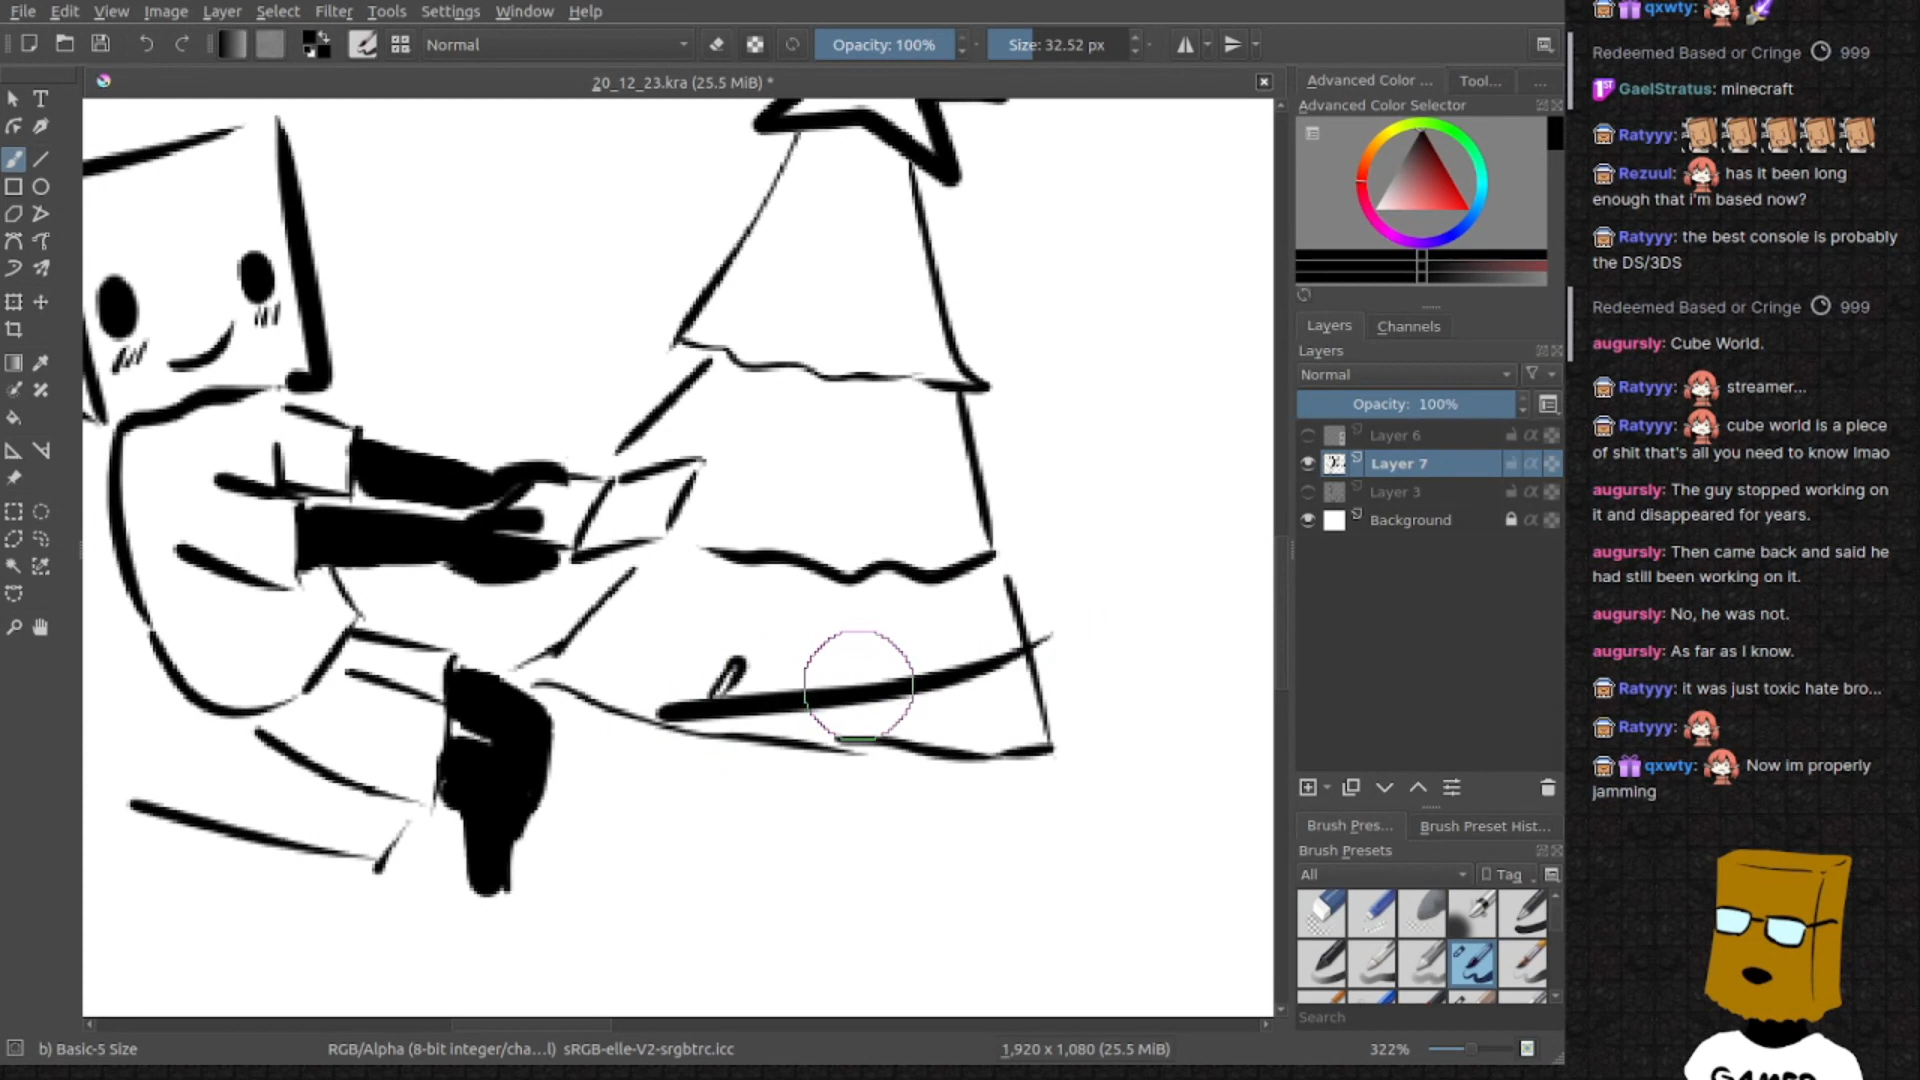 File Edit View Image Layer Select Filter Tools Settings Window Help
Normal
Opacity: 100%
Size: 32.52 px
20_12_23.kra (25.5 MiB) *
Advanced Color ...
Tool...
...
Advanced Color Selector
Layers
Channels
Layers
Normal
Opacity: 100%
Layer 6
Layer 7
Layer 3
Background
Brush Pres...
Brush Preset Hist...
Brush Presets
All
Tag
Search
b) Basic-5 Size
RGB/Alpha (8-bit integer/cha...l) sRGB-elle-V2-srgbtrc.icc
1,920 x 1,080 (25.5 MiB)
322%
qxwty:
Redeemed Based or Cringe 999
GaelStratus: minecraft
Ratyyy:
Rezuul: has it been long
enough that i'm based now?
Ratyyy: the best console is probably
the DS/3DS
Redeemed Based or Cringe 999
augursly: Cube World.
Ratyyy: streamer...
Ratyyy: cube world is a piece
of shit that's all you need to know lmao
augursly: The guy stopped working on
it and disappeared for years.
augursly: Then came back and said he
had still been working on it.
augursly: No, he was not.
augursly: As far as I know.
Ratyyy: it was just toxic hate bro...
Ratyyy:
qxwty: Now im properly
jamming
GAMER